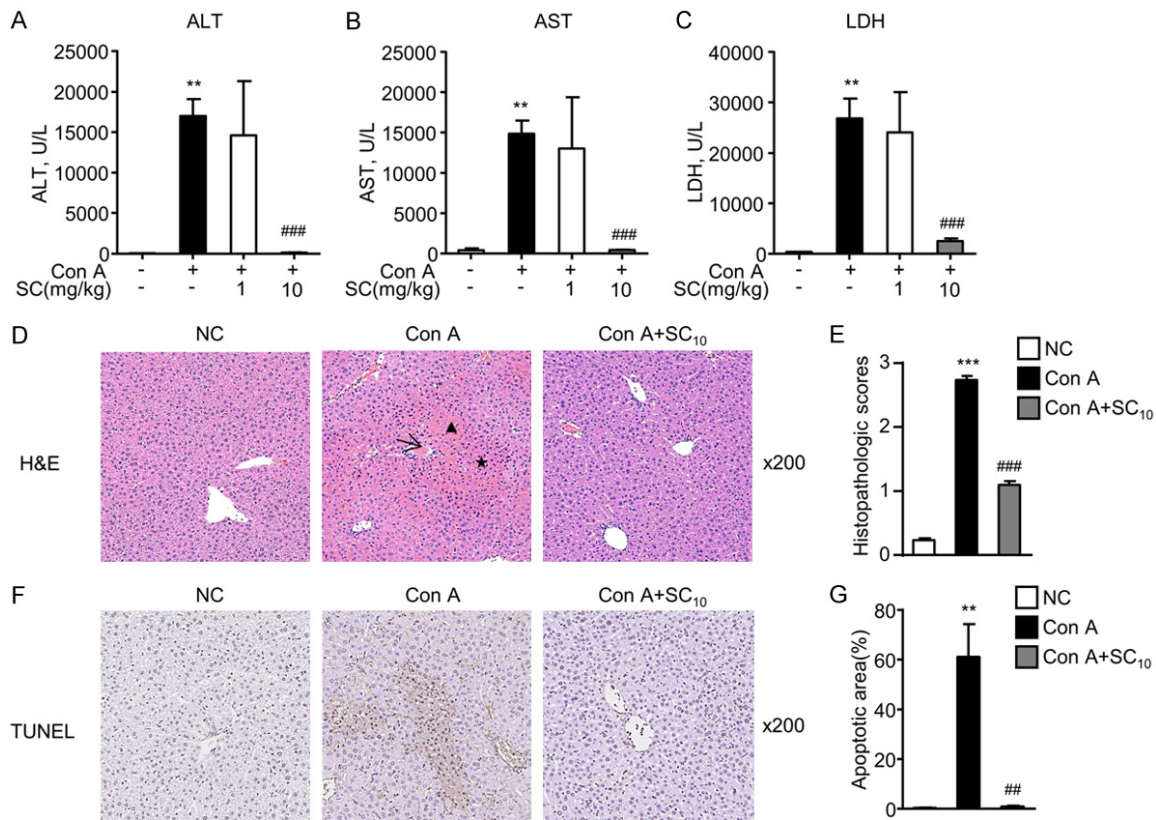 A
ALT
25000
20000
15000
10000
5000
0
ALT, U/L
**
###
Con A - + + +
SC(mg/kg) - - 1 10
B
AST
25000
20000
15000
10000
5000
0
AST, U/L
**
###
Con A - + + +
SC(mg/kg) - - 1 10
C
LDH
40000
30000
20000
10000
0
LDH, U/L
**
###
Con A - + + +
SC(mg/kg) - - 1 10
D
NC
Con A
Con A+SC₁₀
H&E
x200
E
NC
Con A
Con A+SC₁₀
3
2
1
0
Histopathologic scores
***
###
F
NC
Con A
Con A+SC₁₀
TUNEL
x200
G
NC
Con A
Con A+SC₁₀
80
60
40
20
0
Apoptotic area(%)
**
##